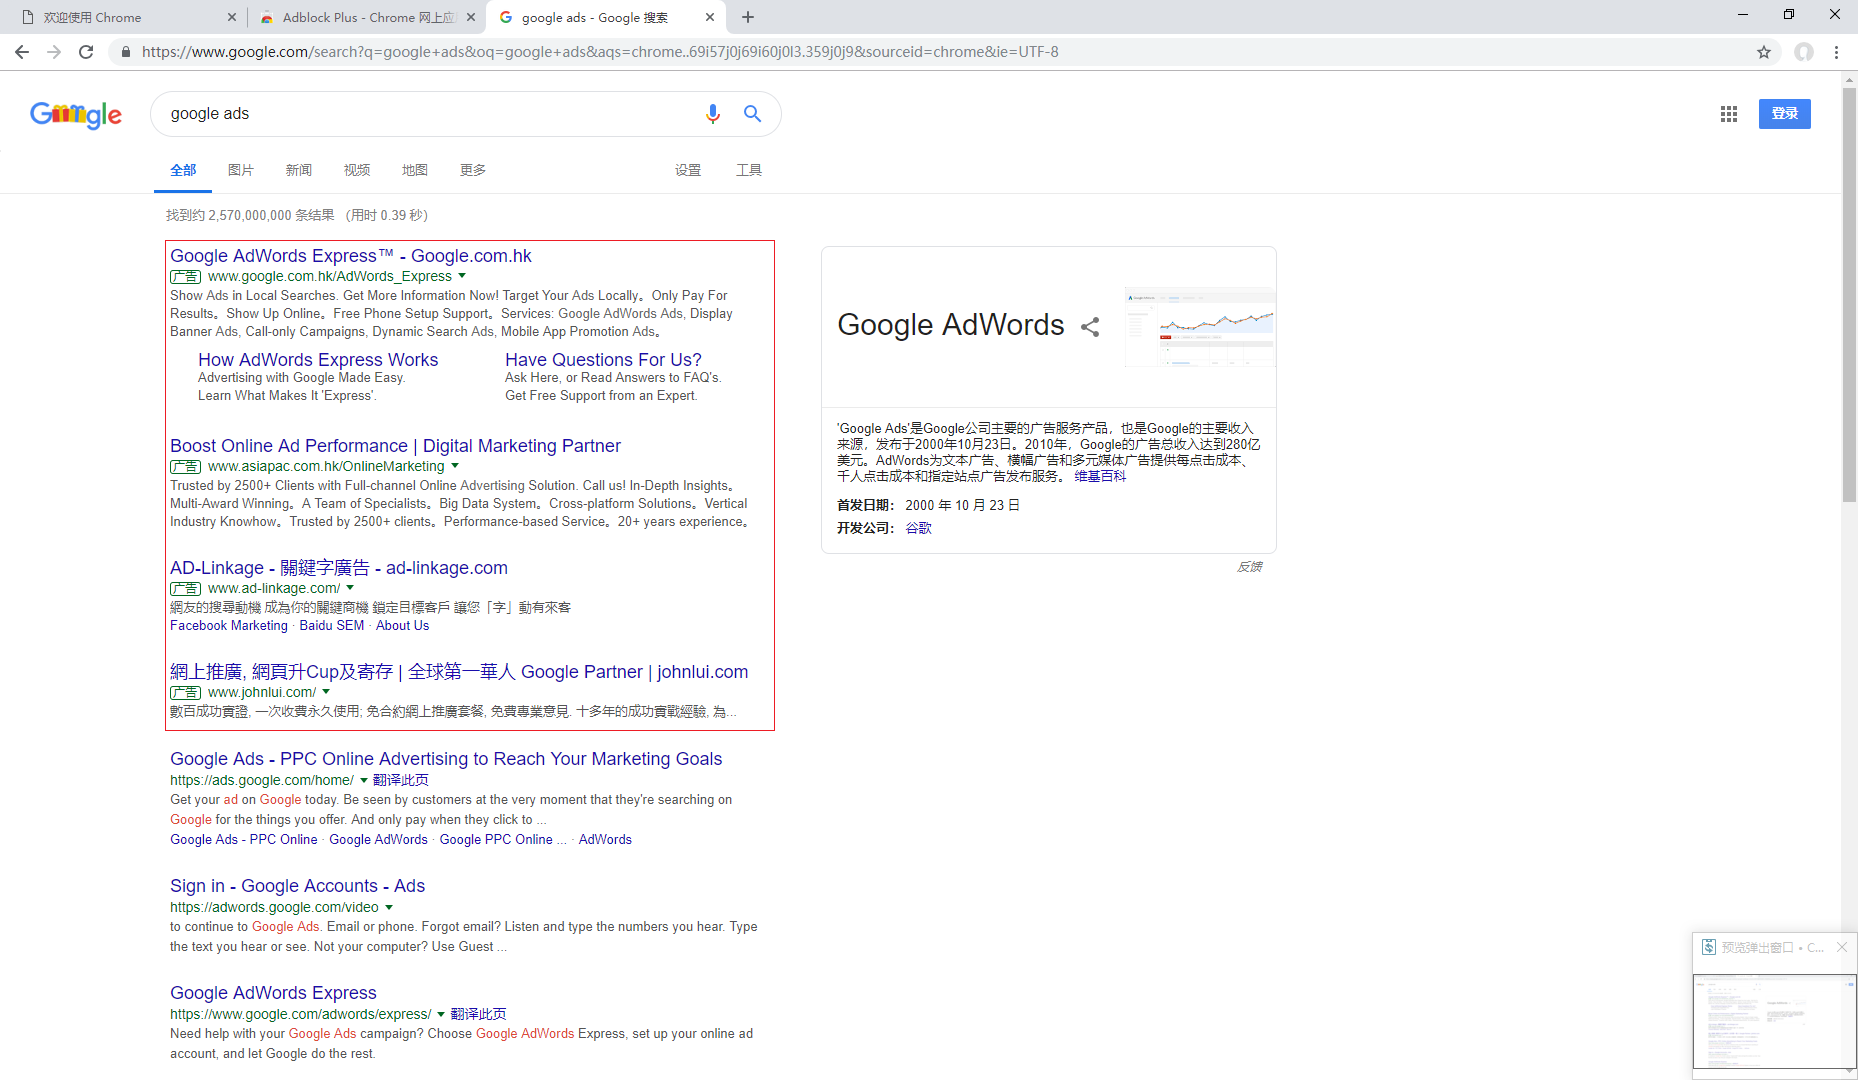 欢迎使用 Chrome
Adblock Plus - Chrome 网上应
google ads - Google 搜索
https://www.google.com/search?q=google+ads&oq=google+ads&aqs=chrome..69i57j0j69i60j0l3.359j0j9&sourceid=chrome&ie=UTF-8
Google
google ads
登录
全部 图片 新闻 视频 地图 更多 设置 工具
找到约 2,570,000,000 条结果 （用时 0.39 秒）
Google AdWords Express™ - Google.com.hk
广告 www.google.com.hk/AdWords_Express
Show Ads in Local Searches. Get More Information Now! Target Your Ads Locally。Only Pay For
Results。Show Up Online。Free Phone Setup Support。Services: Google AdWords Ads, Display
Banner Ads, Call-only Campaigns, Dynamic Search Ads, Mobile App Promotion Ads。
How AdWords Express Works
Advertising with Google Made Easy.
Learn What Makes It 'Express'.
Have Questions For Us?
Ask Here, or Read Answers to FAQ's.
Get Free Support from an Expert.
Boost Online Ad Performance | Digital Marketing Partner
广告 www.asiapac.com.hk/OnlineMarketing
Trusted by 2500+ Clients with Full-channel Online Advertising Solution. Call us! In-Depth Insights。
Multi-Award Winning。A Team of Specialists。Big Data System。Cross-platform Solutions。Vertical
Industry Knowhow。Trusted by 2500+ clients。Performance-based Service。20+ years experience。
AD-Linkage - 關鍵字廣告 - ad-linkage.com
广告 www.ad-linkage.com/
網友的搜尋動機 成為你的關鍵商機 鎖定目標客戶 讓您「字」動有來客
Facebook Marketing · Baidu SEM · About Us
網上推廣, 網頁升Cup及寄存 | 全球第一華人 Google Partner | johnlui.com
广告 www.johnlui.com/
數百成功實證, 一次收費永久使用; 免合約網上推廣套餐, 免費專業意見. 十多年的成功實戰經驗, 為...
Google Ads - PPC Online Advertising to Reach Your Marketing Goals
https://ads.google.com/home/ 翻译此页
Get your ad on Google today. Be seen by customers at the very moment that they're searching on
Google for the things you offer. And only pay when they click to ...
Google Ads - PPC Online · Google AdWords · Google PPC Online ... · AdWords
Sign in - Google Accounts - Ads
https://adwords.google.com/video
to continue to Google Ads. Email or phone. Forgot email? Listen and type the numbers you hear. Type
the text you hear or see. Not your computer? Use Guest ...
Google AdWords Express
https://www.google.com/adwords/express/ 翻译此页
Need help with your Google Ads campaign? Choose Google AdWords Express, set up your online ad
account, and let Google do the rest.
Google AdWords
'Google Ads'是Google公司主要的广告服务产品，也是Google的主要收入
来源，发布于2000年10月23日。2010年，Google的广告总收入达到280亿
美元。AdWords为文本广告、横幅广告和多元媒体广告提供每点击成本、
千人点击成本和指定站点广告发布服务。 维基百科
首发日期： 2000 年 10 月 23 日
开发公司： 谷歌
反馈
预览弹出窗口 • C...